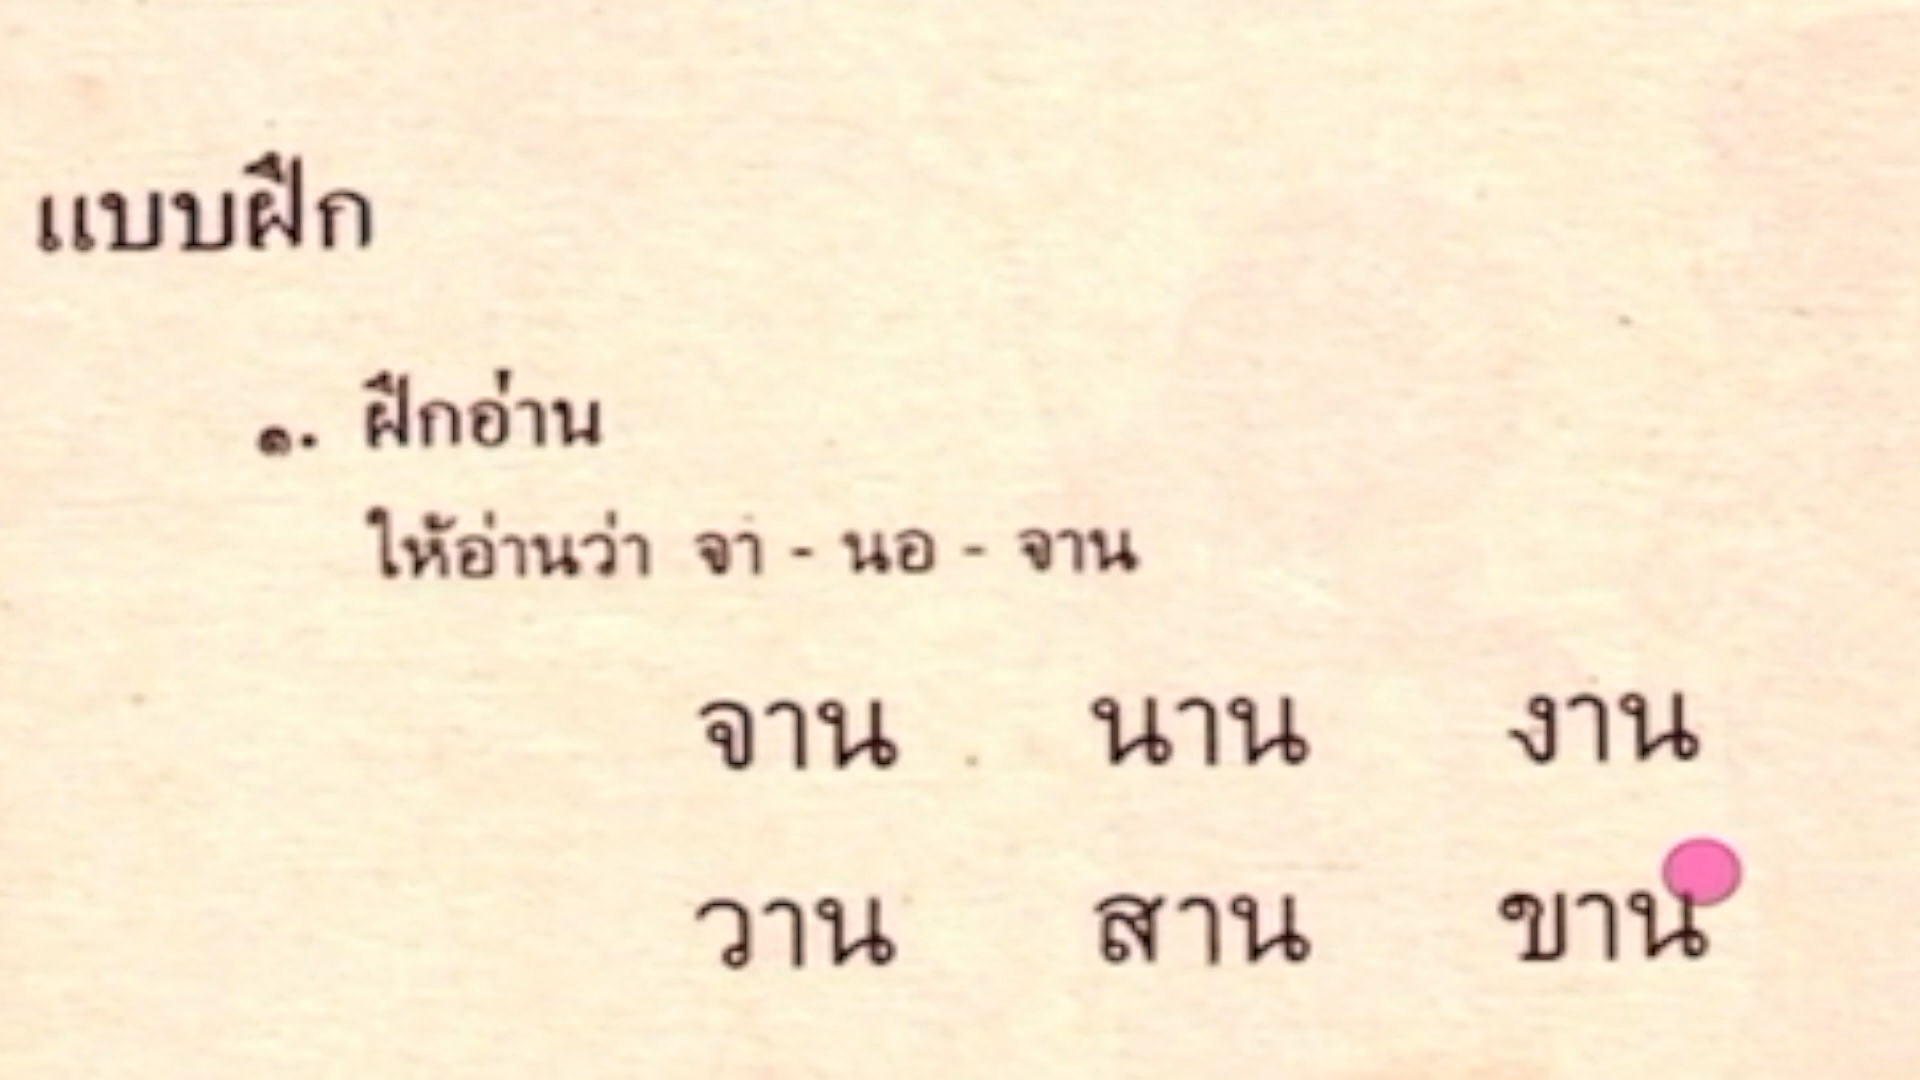 แบบฝึก
๑. ฝึกอ่าน
ให้อ่านว่า จา - นอ - จาน
จาน นาน งาน
วาน สาน ขาน